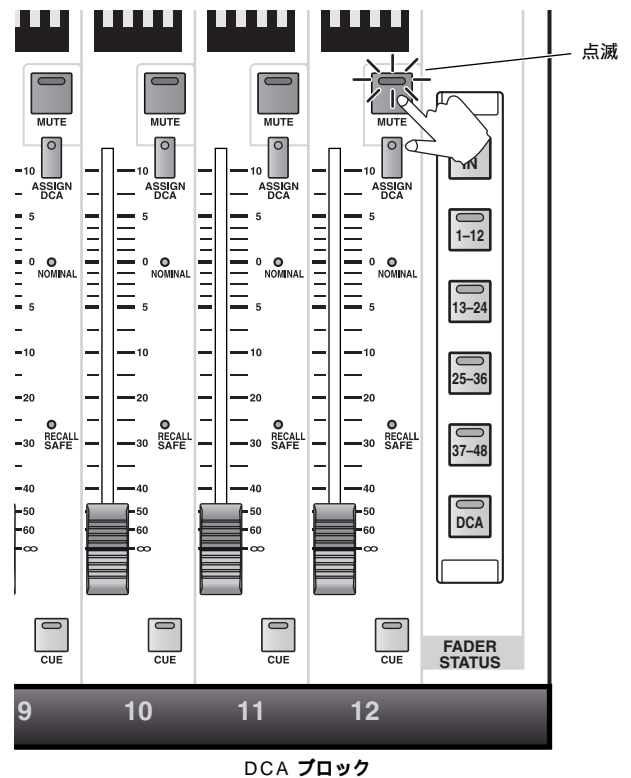 点滅
MUTE MUTE MUTE MUTE
ASSIGN DCA ASSIGN DCA ASSIGN DCA ASSIGN DCA
IN
10 10 10 10
5 5 5 5
1–12
0 0 0 0
NOMINAL NOMINAL NOMINAL NOMINAL
5 5 5 5
13–24
10 10 10 10
20 20 20 20
25–36
RECALL SAFE RECALL SAFE RECALL SAFE RECALL SAFE
30 30 30 30
37–48
40 40 40 40
50 50 50 50
60 60 60 60
DCA
∞ ∞ ∞ ∞
CUE CUE CUE CUE
FADER
STATUS
9 10 11 12
DCA ブロック